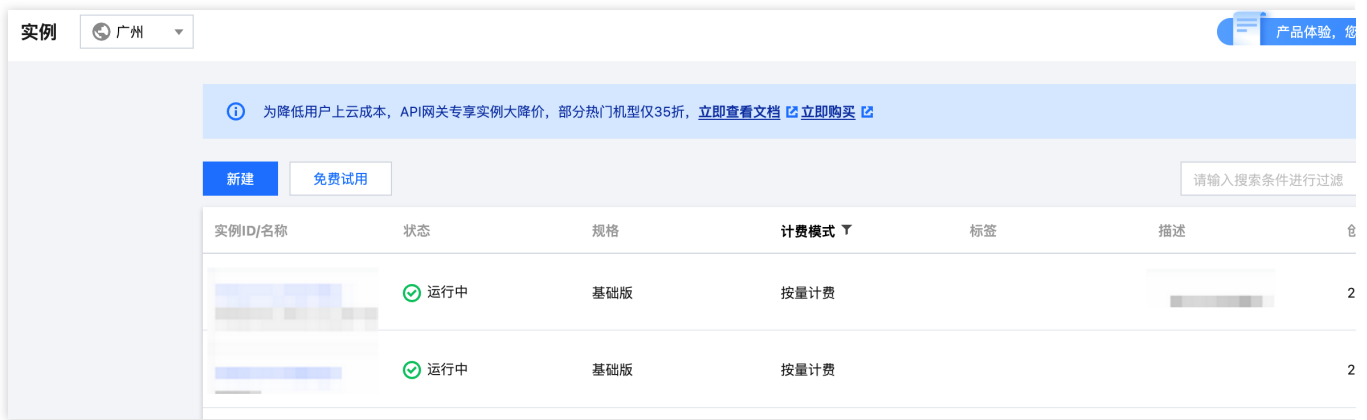 实例 广州
产品体验，您
为降低用户上云成本，API网关专享实例大降价，部分热门机型仅35折，立即查看文档 立即购买
新建 免费试用 请输入搜索条件进行过滤
实例ID/名称 状态 规格 计费模式 标签 描述
运行中 基础版 按量计费 2
运行中 基础版 按量计费 2